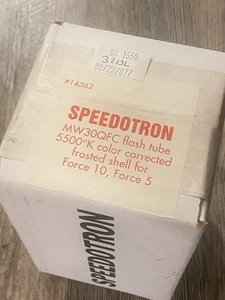 #14562
SPEEDOTRON
MW30QFC flash tube
5500°K color corrected
frosted shell for
Force 10, Force 5
SPEEDOTRON